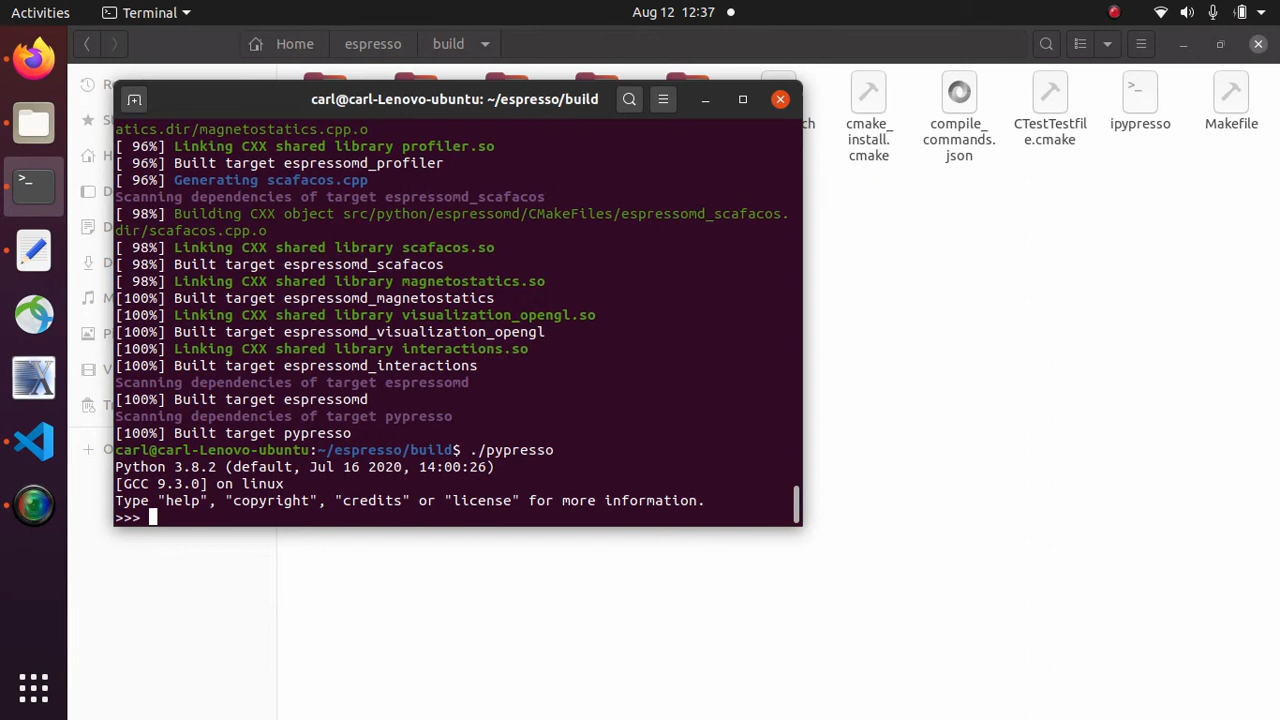 Activities
Terminal
Aug 12 12:37
Home
espresso
build
carl@carl-Lenovo-ubuntu: ~/espresso/build
cmake_
install.
cmake
compile_
commands.
json
CTestTestfil
e.cmake
ipypresso
Makefile
atics.dir/magnetostatics.cpp.o
[ 96%] Linking CXX shared library profiler.so
[ 96%] Built target espressomd_profiler
[ 96%] Generating scafacos.cpp
Scanning dependencies of target espressomd_scafacos
[ 98%] Building CXX object src/python/espressomd/CMakeFiles/espressomd_scafacos.
dir/scafacos.cpp.o
[ 98%] Linking CXX shared library scafacos.so
[ 98%] Built target espressomd_scafacos
[ 98%] Linking CXX shared library magnetostatics.so
[100%] Built target espressomd_magnetostatics
[100%] Linking CXX shared library visualization_opengl.so
[100%] Built target espressomd_visualization_opengl
[100%] Linking CXX shared library interactions.so
[100%] Built target espressomd_interactions
Scanning dependencies of target espressomd
[100%] Built target espressomd
Scanning dependencies of target pypresso
[100%] Built target pypresso
carl@carl-Lenovo-ubuntu:~/espresso/build$ ./pypresso
Python 3.8.2 (default, Jul 16 2020, 14:00:26)
[GCC 9.3.0] on linux
Type "help", "copyright", "credits" or "license" for more information.
>>>